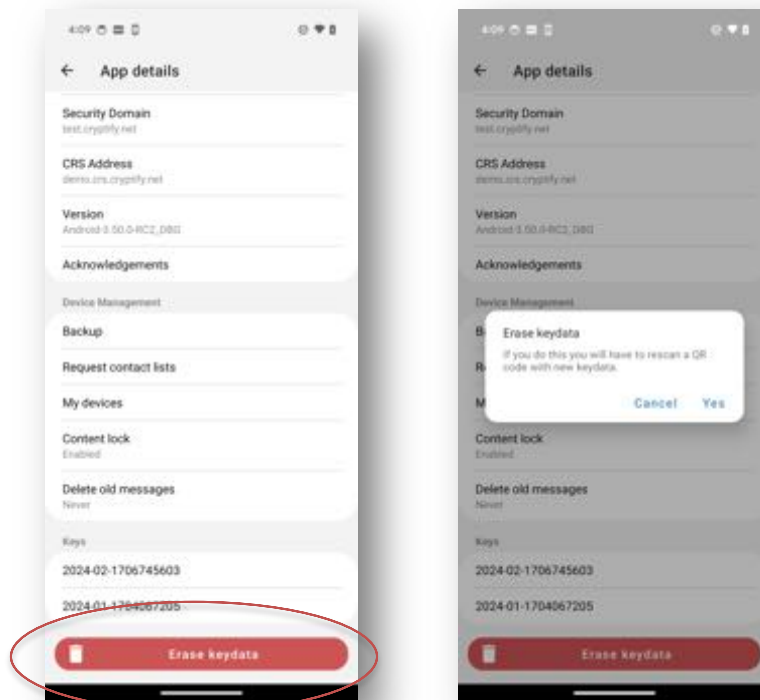 4:09
App details
Security Domain
test.cryptify.net
CRS Address
demo.crs.cryptify.net
Version
Android-3.50.0-RC2_DBG
Acknowledgements
Device Management
Backup
Request contact lists
My devices
Content lock
Enabled
Delete old messages
Never
Keys
2024-02-1706745603
2024-01-1704067205
Erase keydata
4:09
App details
Security Domain
test.cryptify.net
CRS Address
demo.crs.cryptify.net
Version
Android-3.50.0-RC2_DBG
Acknowledgements
Device Management
B
Erase keydata
If you do this you will have to rescan a QR
code with new keydata.
R
M
Cancel Yes
Content lock
Enabled
Delete old messages
Never
Keys
2024-02-1706745603
2024-01-1704067205
Erase keydata